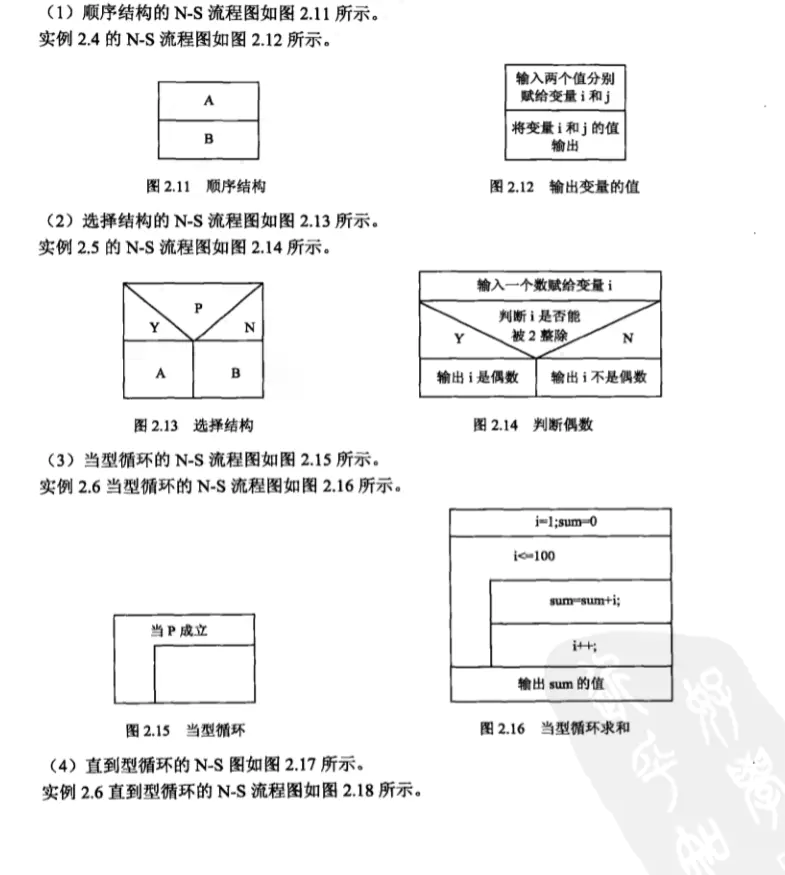 （1）顺序结构的 N-S 流程图如图 2.11 所示。
实例 2.4 的 N-S 流程图如图 2.12 所示。
A
B
图 2.11 顺序结构
输入两个值分别
赋给变量 i 和 j
将变量 i 和 j 的值
输出
图 2.12 输出变量的值
（2）选择结构的 N-S 流程图如图 2.13 所示。
实例 2.5 的 N-S 流程图如图 2.14 所示。
P
Y
N
A
B
图 2.13 选择结构
输入一个数赋给变量 i
判断 i 是否能
被 2 整除
Y
N
输出 i 是偶数
输出 i 不是偶数
图 2.14 判断偶数
（3）当型循环的 N-S 流程图如图 2.15 所示。
实例 2.6 当型循环的 N-S 流程图如图 2.16 所示。
当 P 成立
图 2.15 当型循环
i=1;sum=0
i<=100
sum=sum+i;
i++;
输出 sum 的值
图 2.16 当型循环求和
（4）直到型循环的 N-S 图如图 2.17 所示。
实例 2.6 直到型循环的 N-S 流程图如图 2.18 所示。